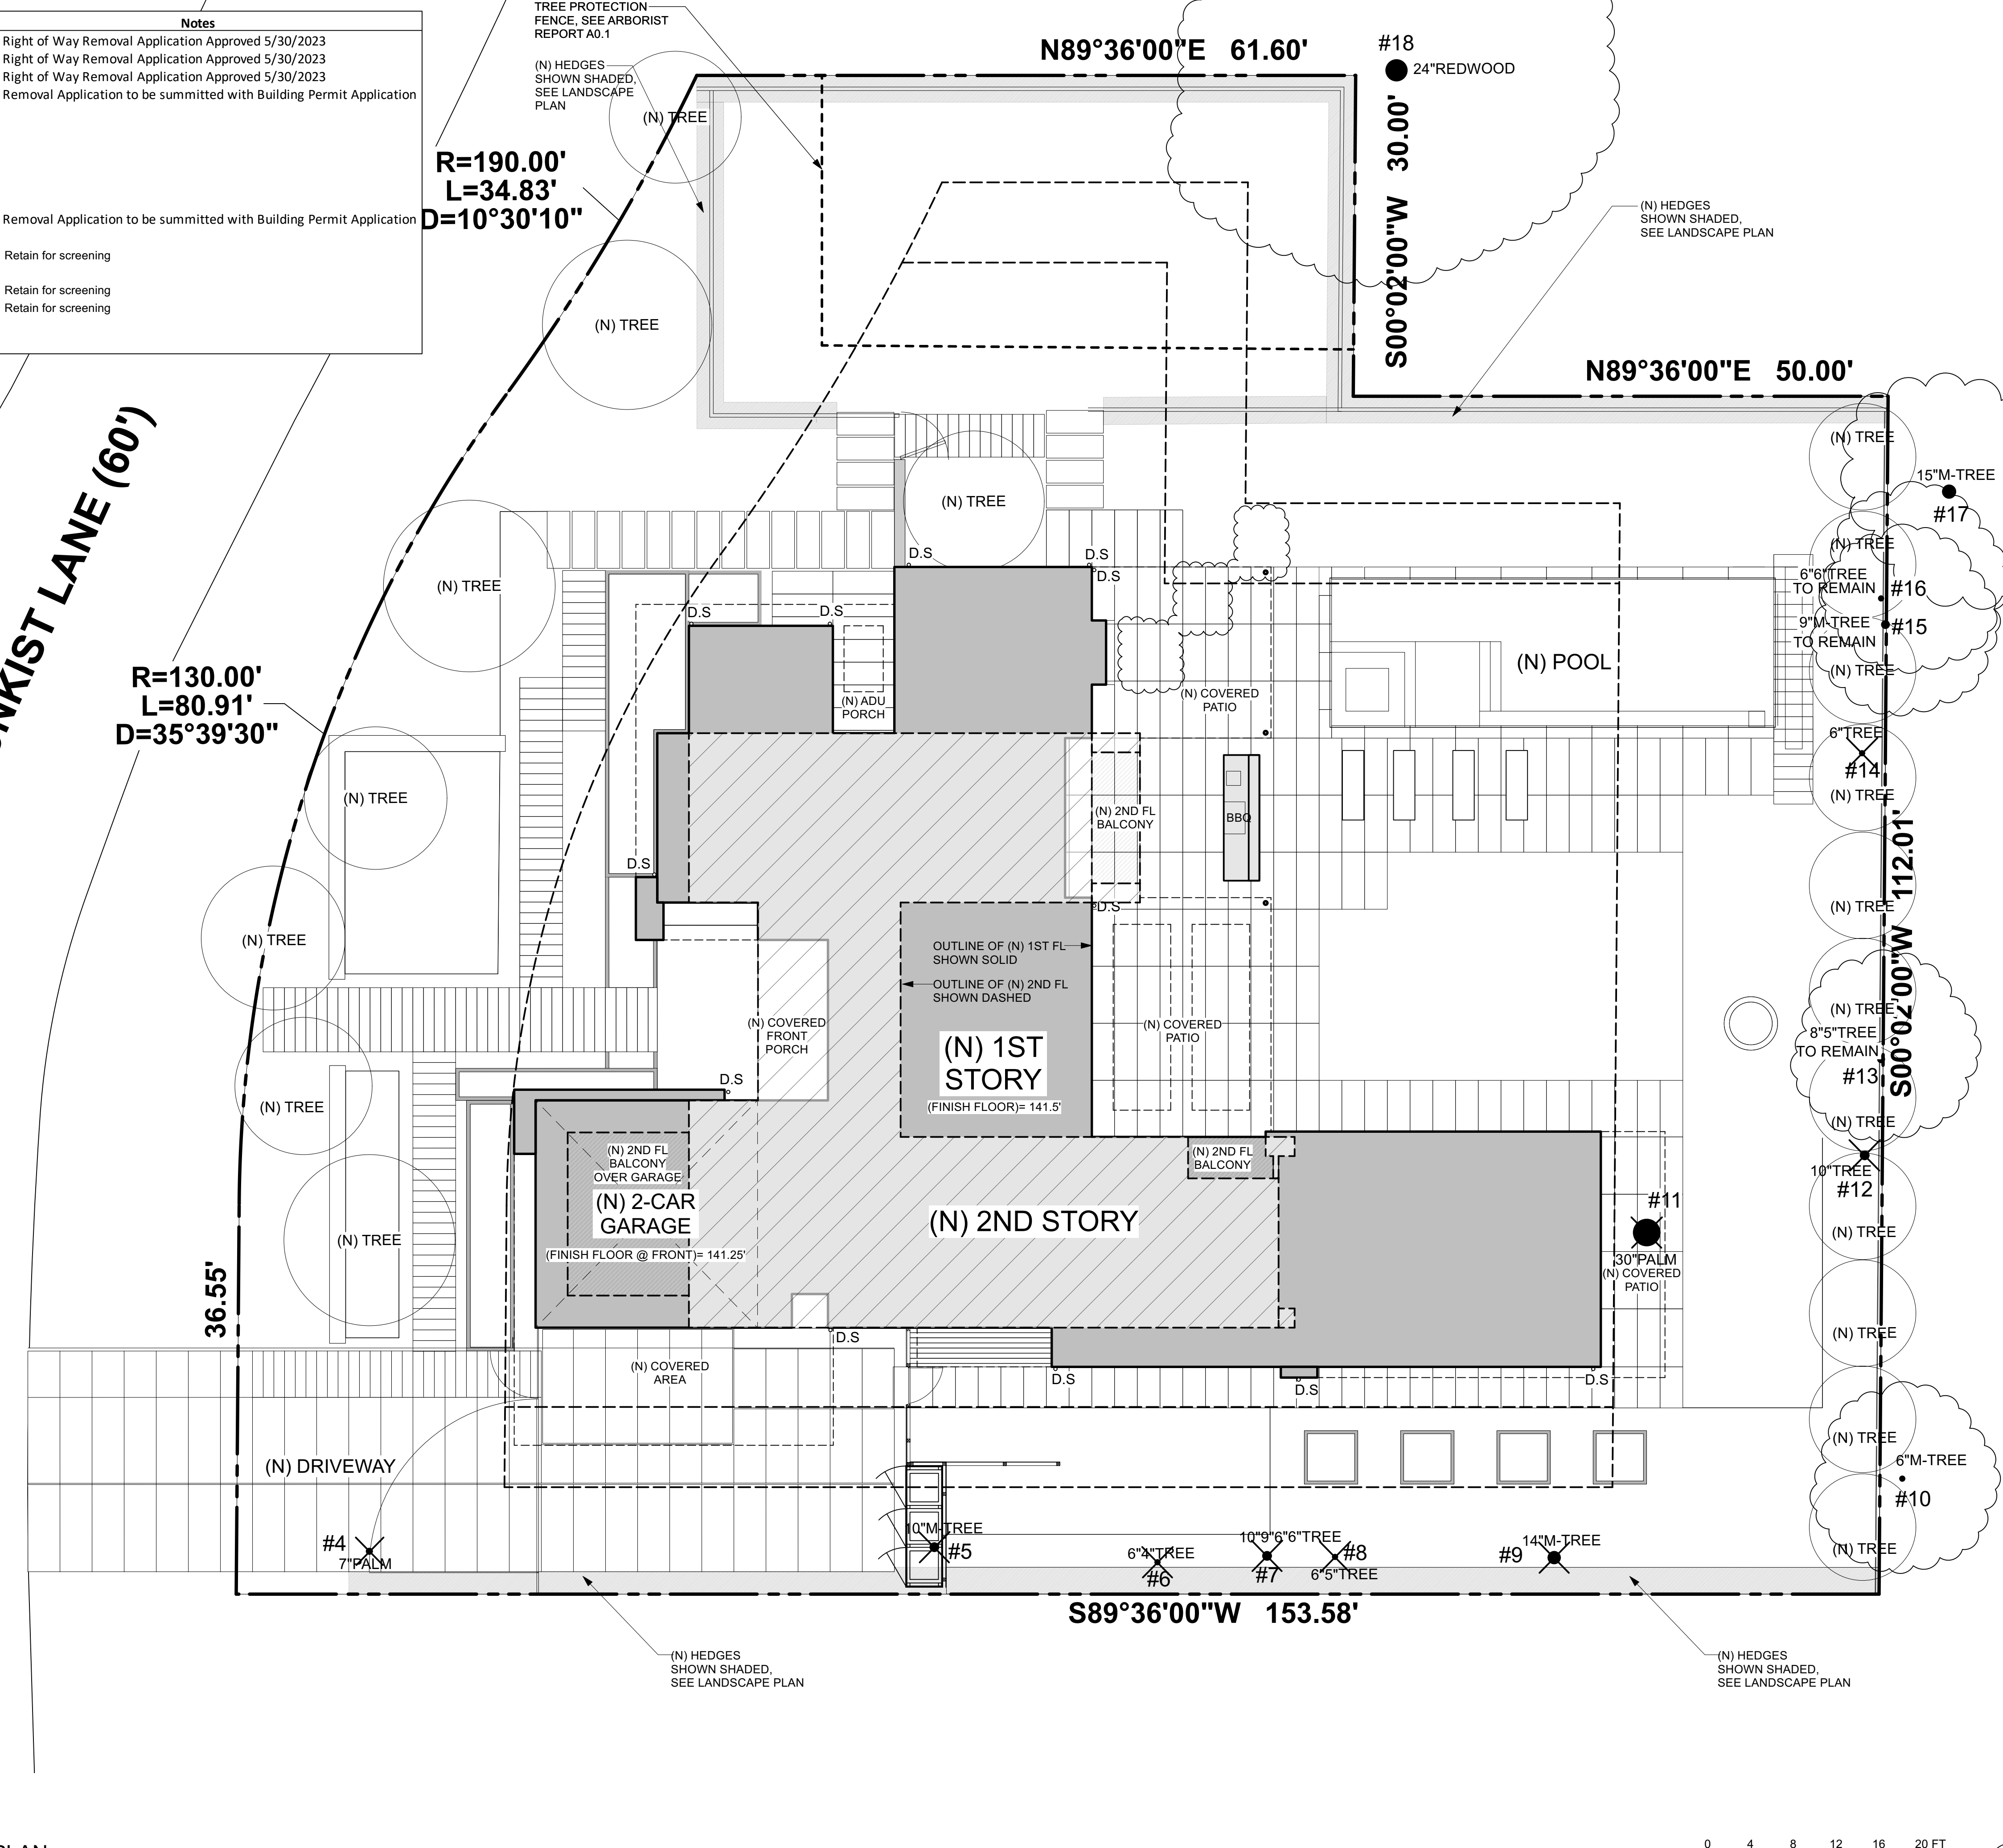 Notes
Right of Way Removal Application Approved 5/30/2023
Right of Way Removal Application Approved 5/30/2023
Right of Way Removal Application Approved 5/30/2023
Removal Application to be summitted with Building Permit Application
Removal Application to be summitted with Building Permit Application
Retain for screening
Retain for screening
Retain for screening
TREE PROTECTION
FENCE, SEE ARBORIST
REPORT A0.1
(N) HEDGES
SHOWN SHADED,
SEE LANDSCAPE
PLAN
N89°36'00"E 61.60'
#18
24"REDWOOD
(N) TREE
R=190.00'
L=34.83'
D=10°30'10"
S00°02'00"W 30.00'
(N) HEDGES
SHOWN SHADED,
SEE LANDSCAPE PLAN
(N) TREE
N89°36'00"E 50.00'
LANE (60')
(N) TREE
15"M-TREE
#17
(N) TREE
(N) TREE
D.S
D.S
D.S
(N) TREE
6"6"TREE
TO REMAIN
#16
(N) TREE
D.S
D.S
9"M-TREE
TO REMAIN
#15
(N) POOL
(N) TREE
R=130.00'
L=80.91'
D=35°39'30"
(N) ADU
PORCH
(N) COVERED
PATIO
6"TREE
#14
(N) TREE
(N) TREE
(N) 2ND FL
BALCONY
BBQ
S00°02'00"W 112.01'
D.S
D.S
(N) TREE
(N) TREE
OUTLINE OF (N) 1ST FL
SHOWN SOLID
OUTLINE OF (N) 2ND FL
SHOWN DASHED
(N) COVERED
FRONT
PORCH
(N) COVERED
PATIO
(N) TREE
8"5"TREE
TO REMAIN
#13
(N) 1ST
STORY
(FINISH FLOOR)= 141.5'
D.S
(N) TREE
(N) TREE
(N) 2ND FL
BALCONY
OVER GARAGE
(N) 2ND FL
BALCONY
10"TREE
#12
(N) 2-CAR
GARAGE
(FINISH FLOOR @ FRONT)= 141.25'
(N) 2ND STORY
#11
30"PALM
(N) COVERED
PATIO
(N) TREE
(N) TREE
36.55'
D.S
(N) TREE
(N) COVERED
AREA
D.S
D.S
D.S
(N) TREE
(N) DRIVEWAY
6"M-TREE
#10
#4
7"PALM
10"M-TREE
#5
6"4"TREE
#6
10"9"6"6"TREE
#7
#8
6"5"TREE
#9
14"M-TREE
(N) TREE
S89°36'00"W 153.58'
(N) HEDGES
SHOWN SHADED,
SEE LANDSCAPE PLAN
(N) HEDGES
SHOWN SHADED,
SEE LANDSCAPE PLAN
0 4 8 12 16 20 FT